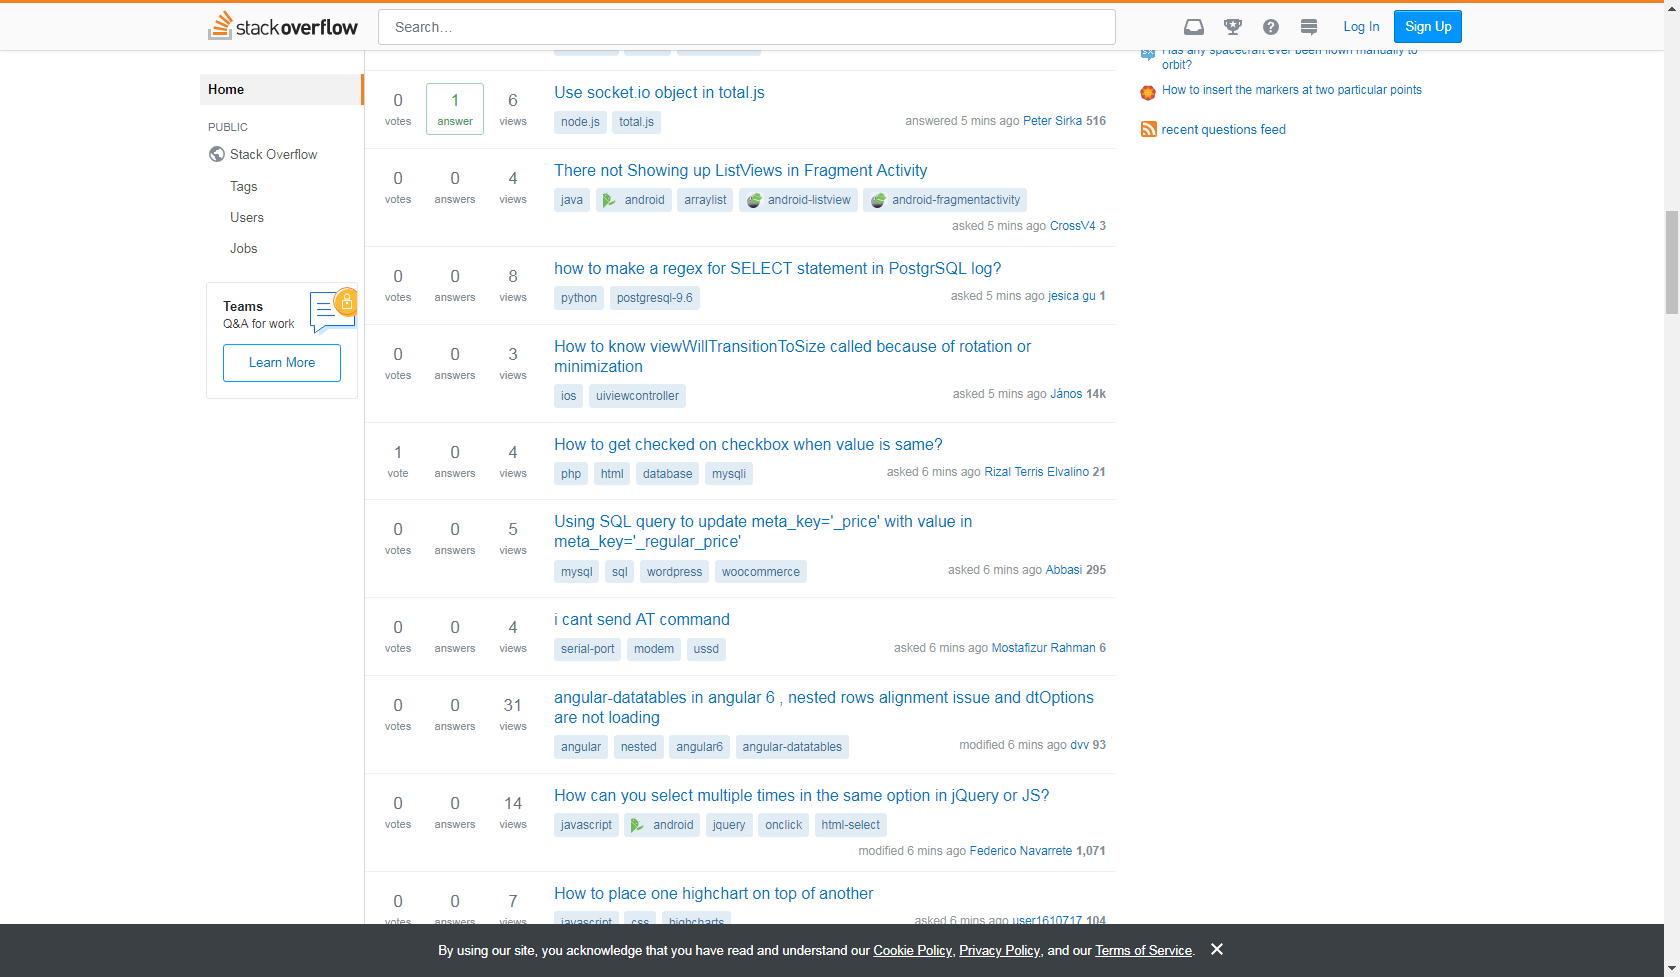 stackoverflow
Search…
Log In
Sign Up
Home
PUBLIC
Stack Overflow
Tags
Users
Jobs
Teams
Q&A for work
Learn More
0 votes 1 answer 6 views
Use socket.io object in total.js
node.js total.js
answered 5 mins ago Peter Sirka 516
0 votes 0 answers 4 views
There not Showing up ListViews in Fragment Activity
java android arraylist android-listview android-fragmentactivity
asked 5 mins ago CrossV4 3
0 votes 0 answers 8 views
how to make a regex for SELECT statement in PostgrSQL log?
python postgresql-9.6
asked 5 mins ago jesica gu 1
0 votes 0 answers 3 views
How to know viewWillTransitionToSize called because of rotation or
minimization
ios uiviewcontroller
asked 5 mins ago János 14k
1 vote 0 answers 4 views
How to get checked on checkbox when value is same?
php html database mysqli
asked 6 mins ago Rizal Terris Elvalino 21
0 votes 0 answers 5 views
Using SQL query to update meta_key='_price' with value in
meta_key='_regular_price'
mysql sql wordpress woocommerce
asked 6 mins ago Abbasi 295
0 votes 0 answers 4 views
i cant send AT command
serial-port modem ussd
asked 6 mins ago Mostafizur Rahman 6
0 votes 0 answers 31 views
angular-datatables in angular 6 , nested rows alignment issue and dtOptions
are not loading
angular nested angular6 angular-datatables
modified 6 mins ago dvv 93
0 votes 0 answers 14 views
How can you select multiple times in the same option in jQuery or JS?
javascript android jquery onclick html-select
modified 6 mins ago Federico Navarrete 1,071
0 votes 0 answers 7 views
How to place one highchart on top of another
javascript css highcharts
asked 6 mins ago user1610717 104
Has any spacecraft ever been flown manually to
orbit?
How to insert the markers at two particular points
recent questions feed
By using our site, you acknowledge that you have read and understand our Cookie Policy, Privacy Policy, and our Terms of Service.